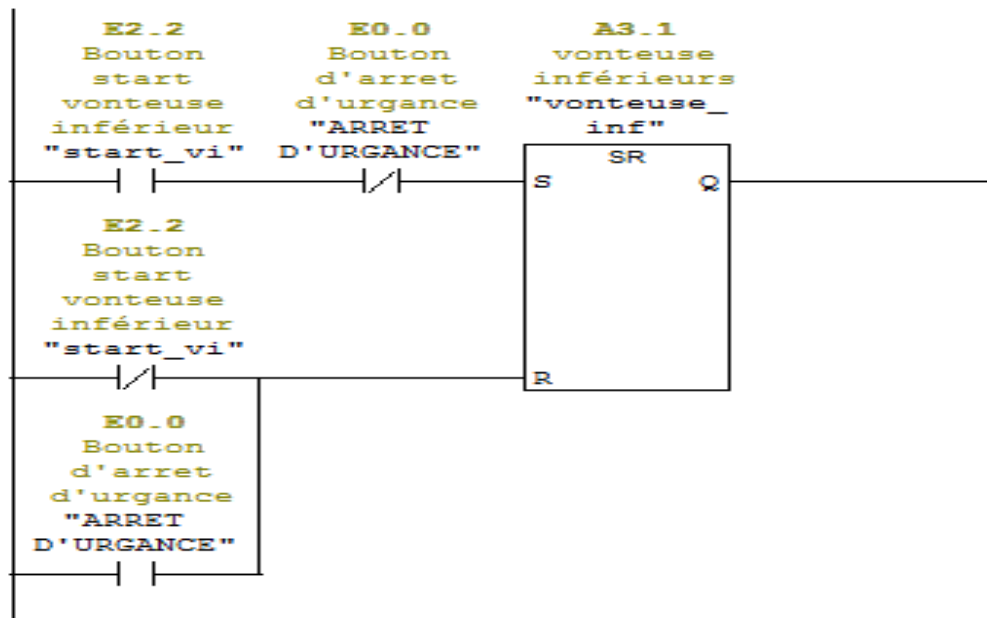 E2.2
Bouton
start
vonteuse
inférieur
"start_vi"
E0.0
Bouton
d'arret
d'urgance
"ARRET
D'URGANCE"
A3.1
vonteuse
inférieurs
"vonteuse_
inf"
SR
S
Q
E2.2
Bouton
start
vonteuse
inférieur
"start_vi"
R
E0.0
Bouton
d'arret
d'urgance
"ARRET
D'URGANCE"